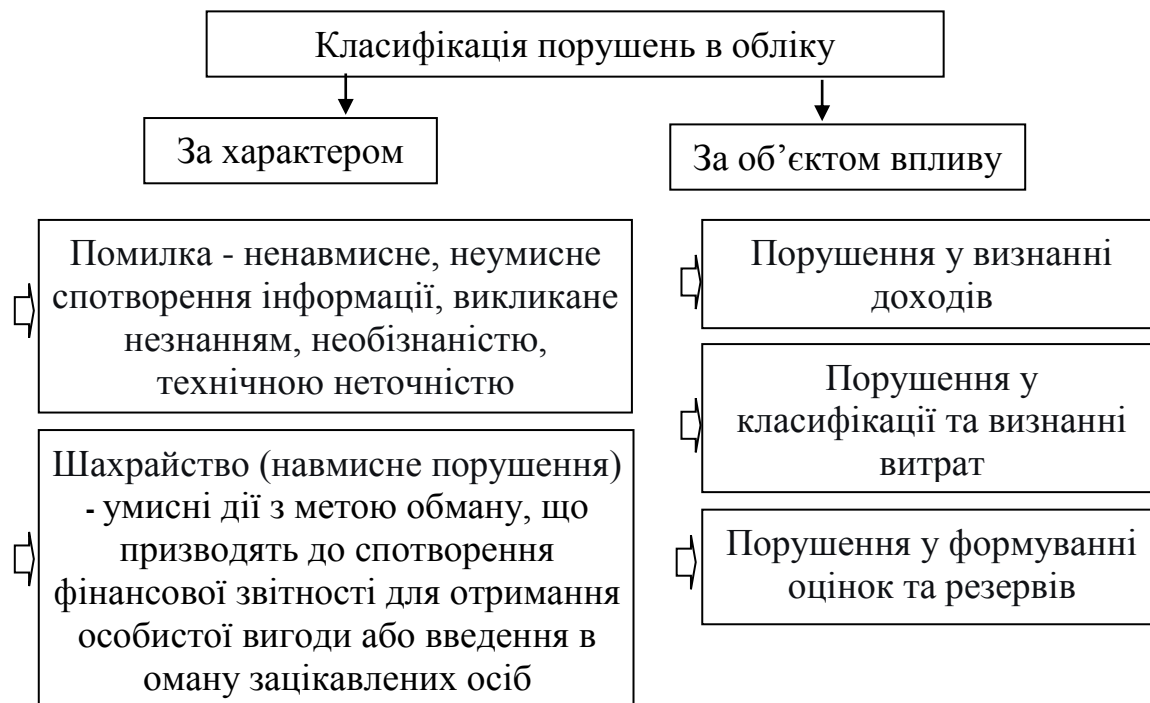 Класифікація порушень в обліку
За характером
За об’єктом впливу
Помилка - ненавмисне, неумисне
спотворення інформації, викликане
незнанням, необізнаністю,
технічною неточністю
Шахрайство (навмисне порушення)
- умисні дії з метою обману, що
призводять до спотворення
фінансової звітності для отримання
особистої вигоди або введення в
оману зацікавлених осіб
Порушення у визнанні
доходів
Порушення у
класифікації та визнанні
витрат
Порушення у формуванні
оцінок та резервів